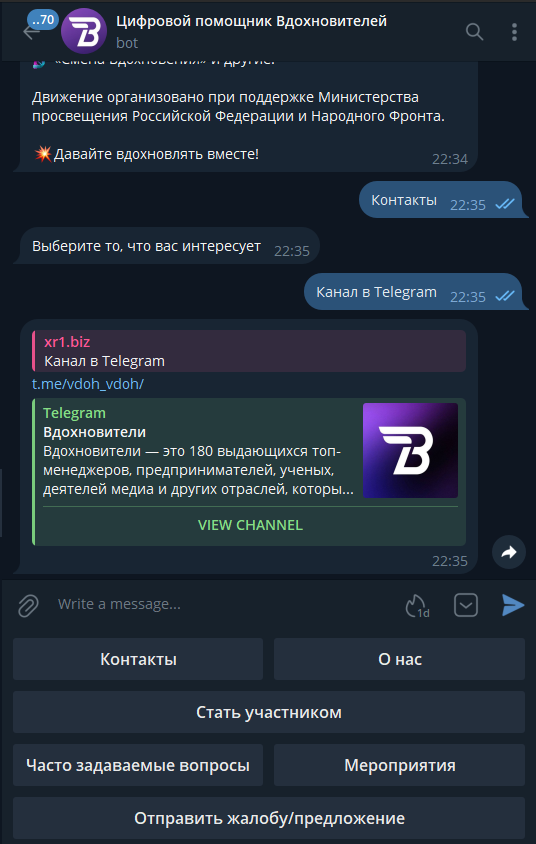 ..70
Цифровой помощник Вдохновителей
bot
«Смена вдохновения» и другие.
Движение организовано при поддержке Министерства
просвещения Российской Федерации и Народного Фронта.
💥Давайте вдохновлять вместе!
22:34
Контакты 22:35
Выберите то, что вас интересует 22:35
Канал в Telegram 22:35
xr1.biz
Канал в Telegram
t.me/vdoh_vdoh/
Telegram
Вдохновители
Вдохновители — это 180 выдающихся топ-
менеджеров, предпринимателей, ученых,
деятелей медиа и других отраслей, которы...
VIEW CHANNEL
22:35
Write a message...
1d
Контакты
О нас
Стать участником
Часто задаваемые вопросы
Мероприятия
Отправить жалобу/предложение